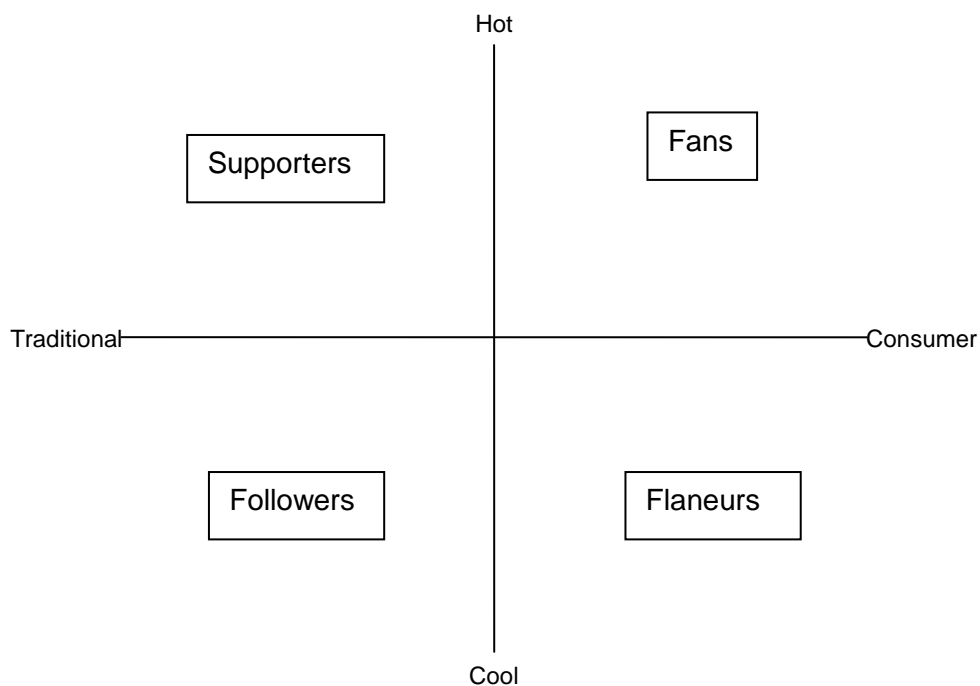 Hot
Supporters
Fans
Traditional
Consumer
Followers
Flaneurs
Cool